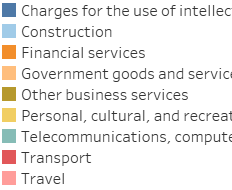 Charges for the use of intellec
Construction
Financial services
Government goods and service
Other business services
Personal, cultural, and recreat
Telecommunications, compute
Transport
Travel